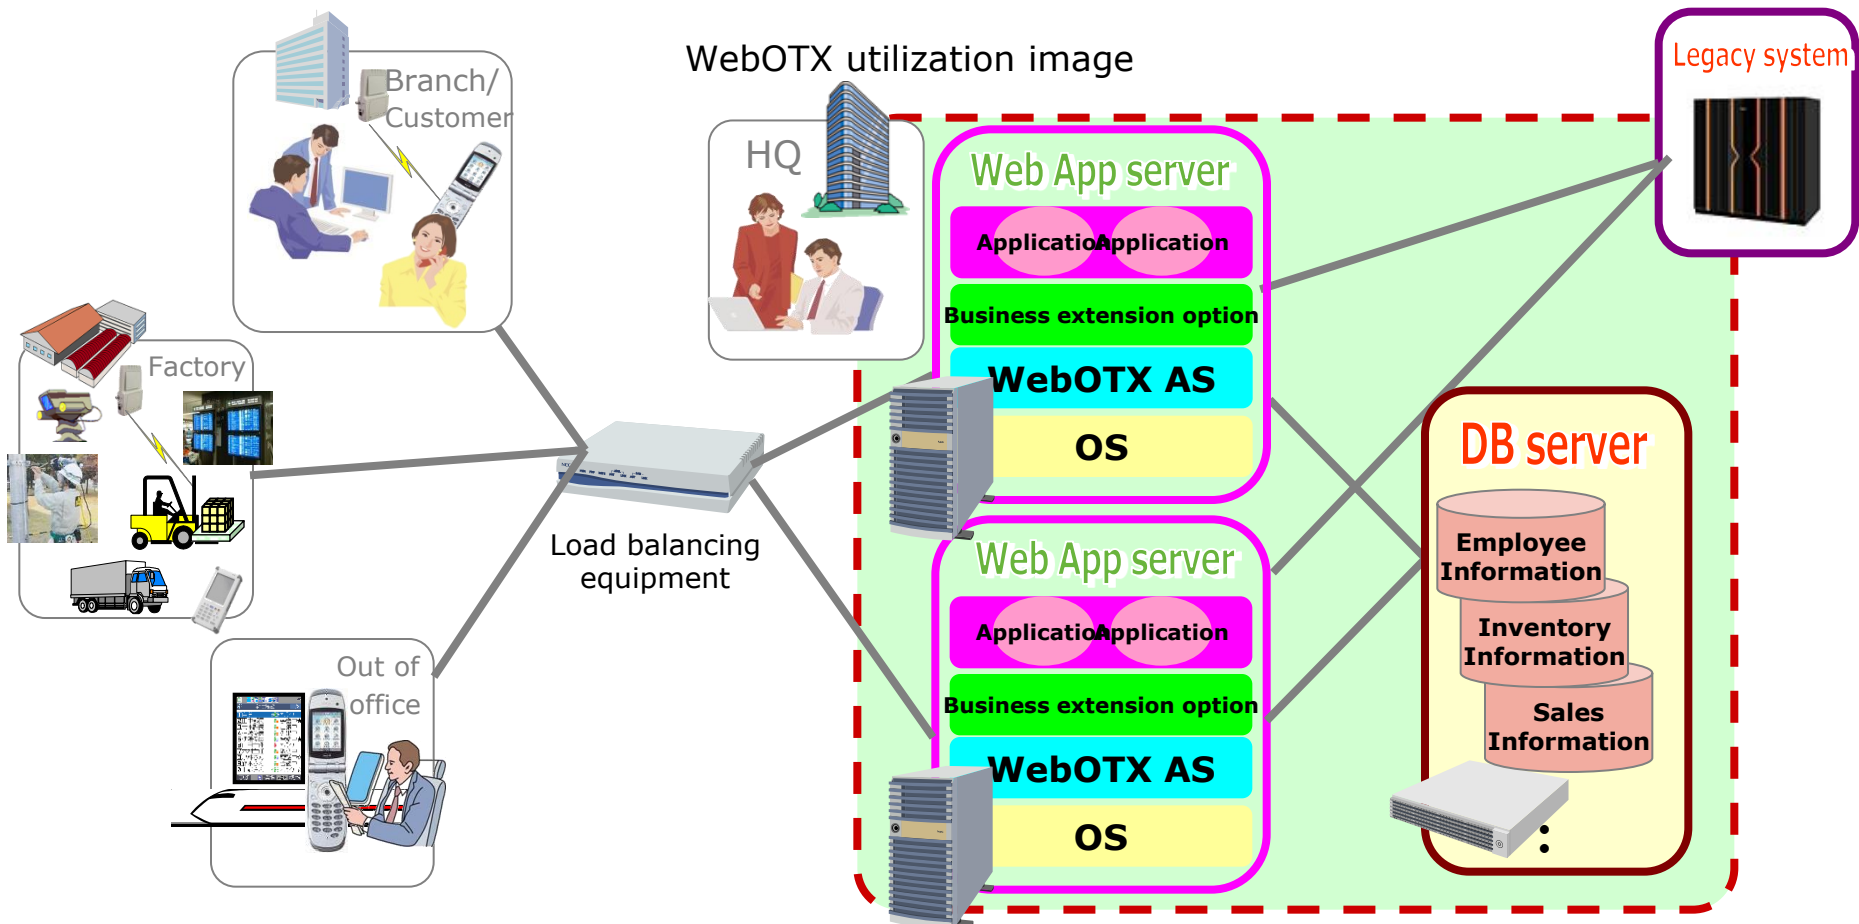 WebOTX utilization image
Legacy system
Branch/
Customer
HQ
Web App server
Application Application
Business extension option
WebOTX AS
OS
Factory
Load balancing
equipment
Web App server
Application Application
Business extension option
WebOTX AS
OS
DB server
Employee
Information
Inventory
Information
Sales
Information
:
Out of
office